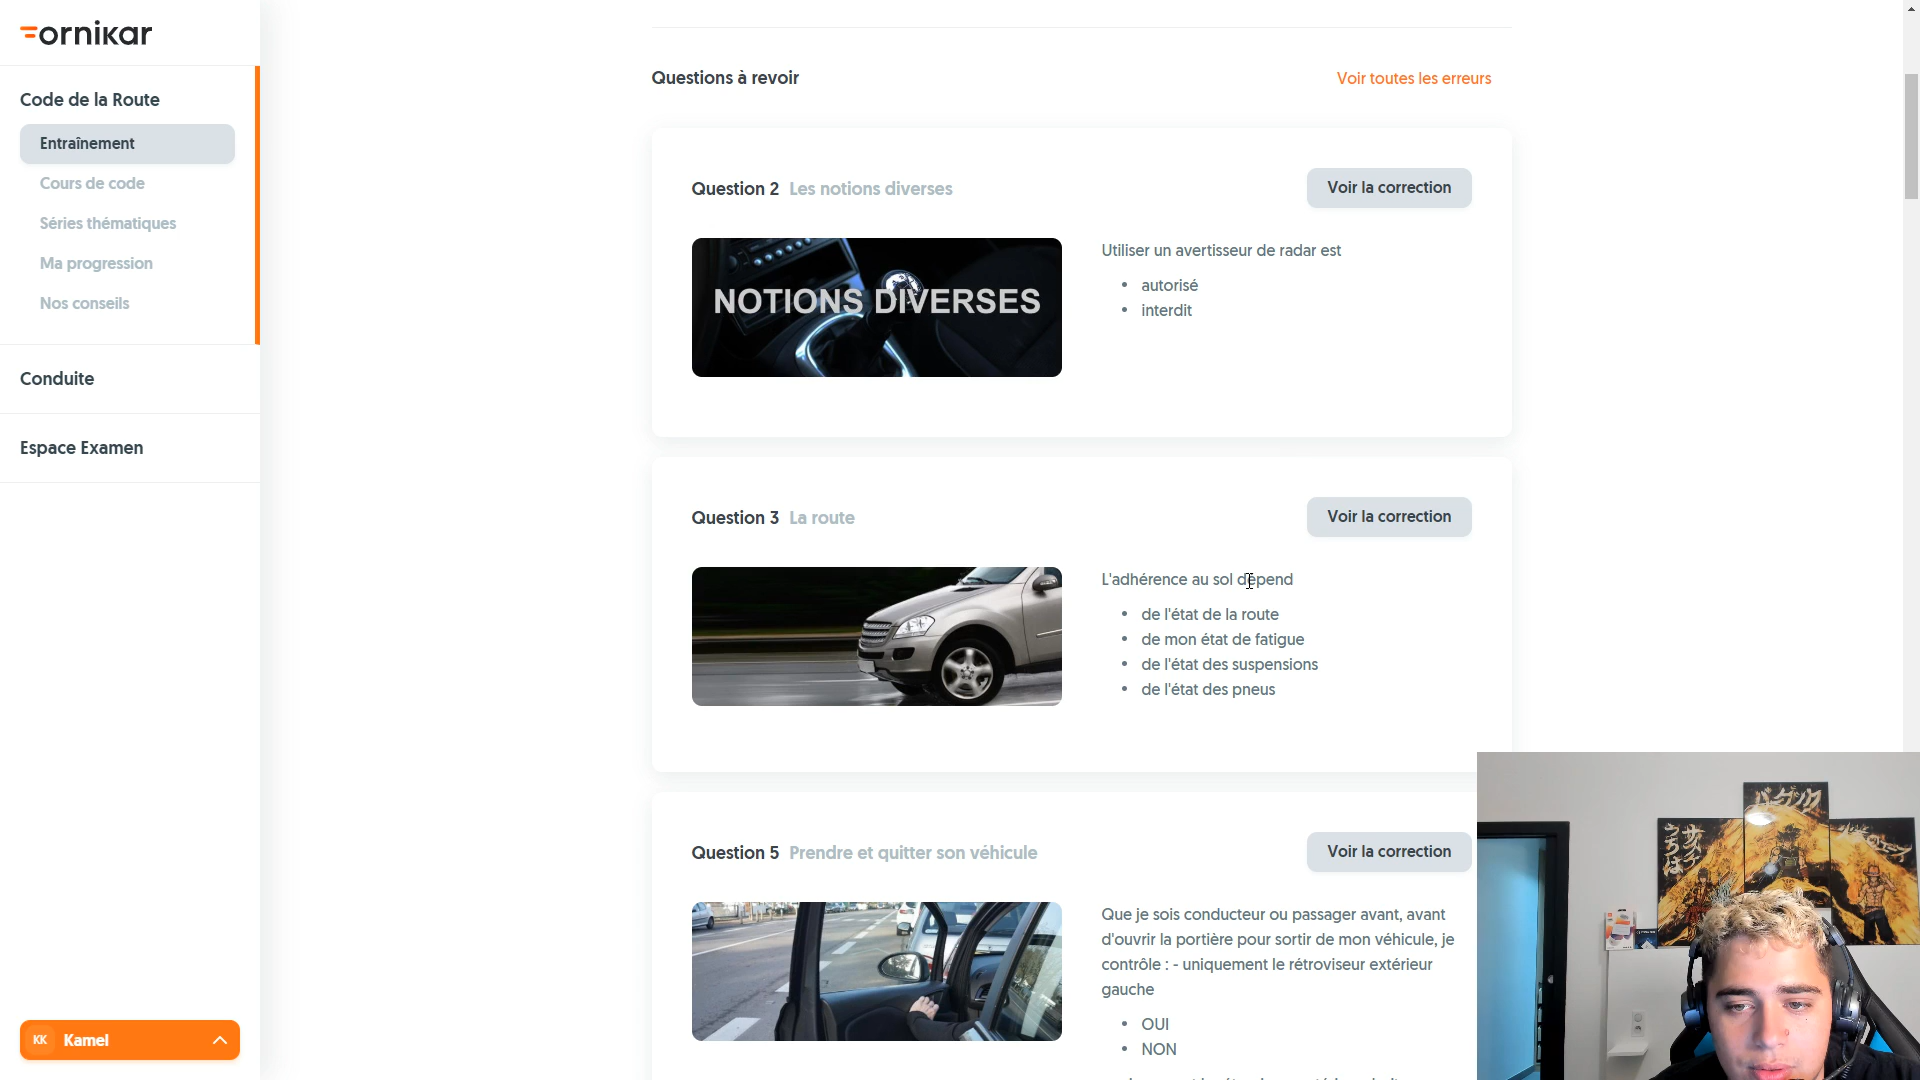 ornikar
Code de la Route
Entraînement
Cours de code
Séries thématiques
Ma progression
Nos conseils
Conduite
Espace Examen
KK Kamel
Questions à revoir
Voir toutes les erreurs
Question 2 Les notions diverses
Voir la correction
NOTIONS DIVERSES
Utiliser un avertisseur de radar est
• autorisé
• interdit
Question 3 La route
Voir la correction
L'adhérence au sol dépend
• de l'état de la route
• de mon état de fatigue
• de l'état des suspensions
• de l'état des pneus
Question 5 Prendre et quitter son véhicule
Voir la correction
Que je sois conducteur ou passager avant, avant
d'ouvrir la portière pour sortir de mon véhicule, je
contrôle : - uniquement le rétroviseur extérieur
gauche
• OUI
• NON